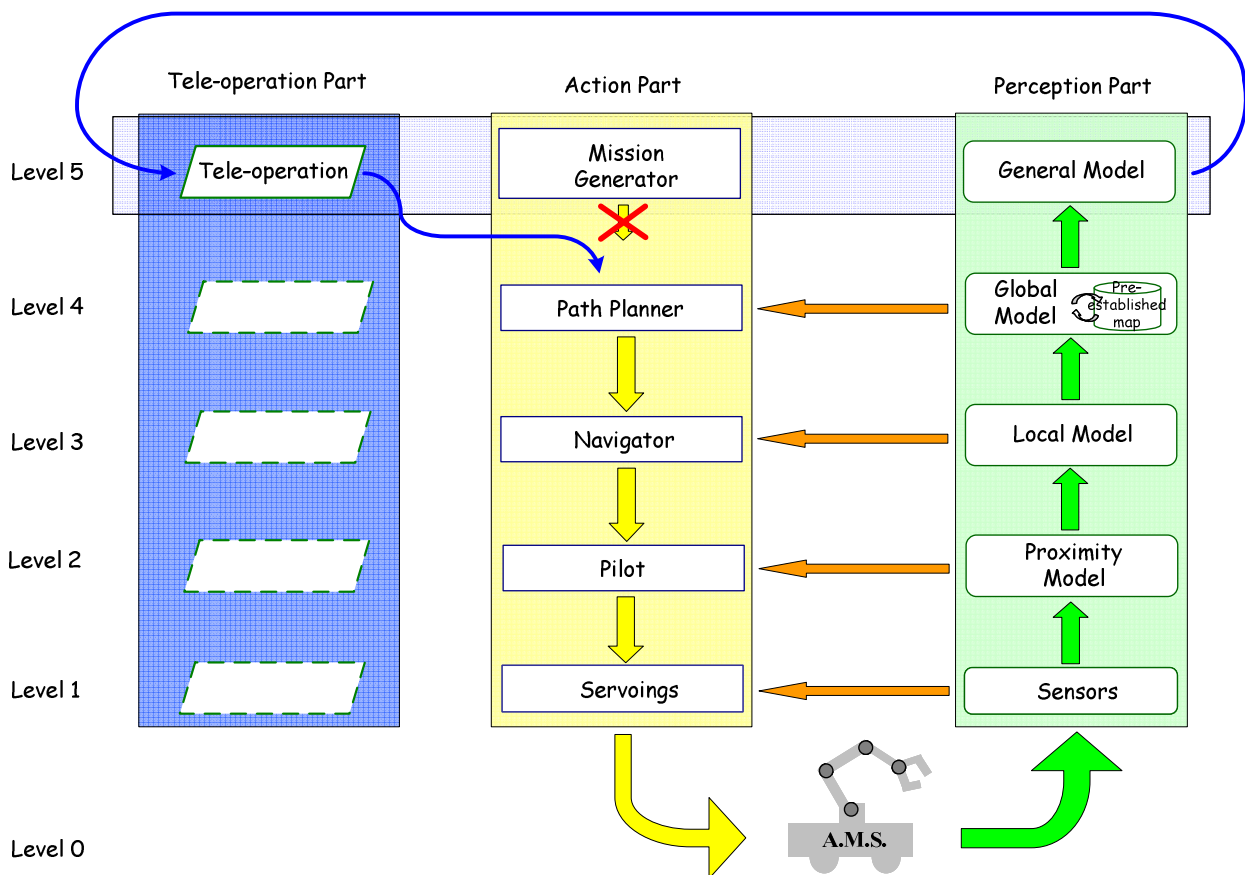 Tele-operation Part
Action Part
Perception Part
Level 5
Tele-operation
Mission
Generator
General Model
Level 4
Path Planner
Global
Model
Pre-
established
map
Level 3
Navigator
Local Model
Level 2
Pilot
Proximity
Model
Level 1
Servoings
Sensors
Level 0
A.M.S.